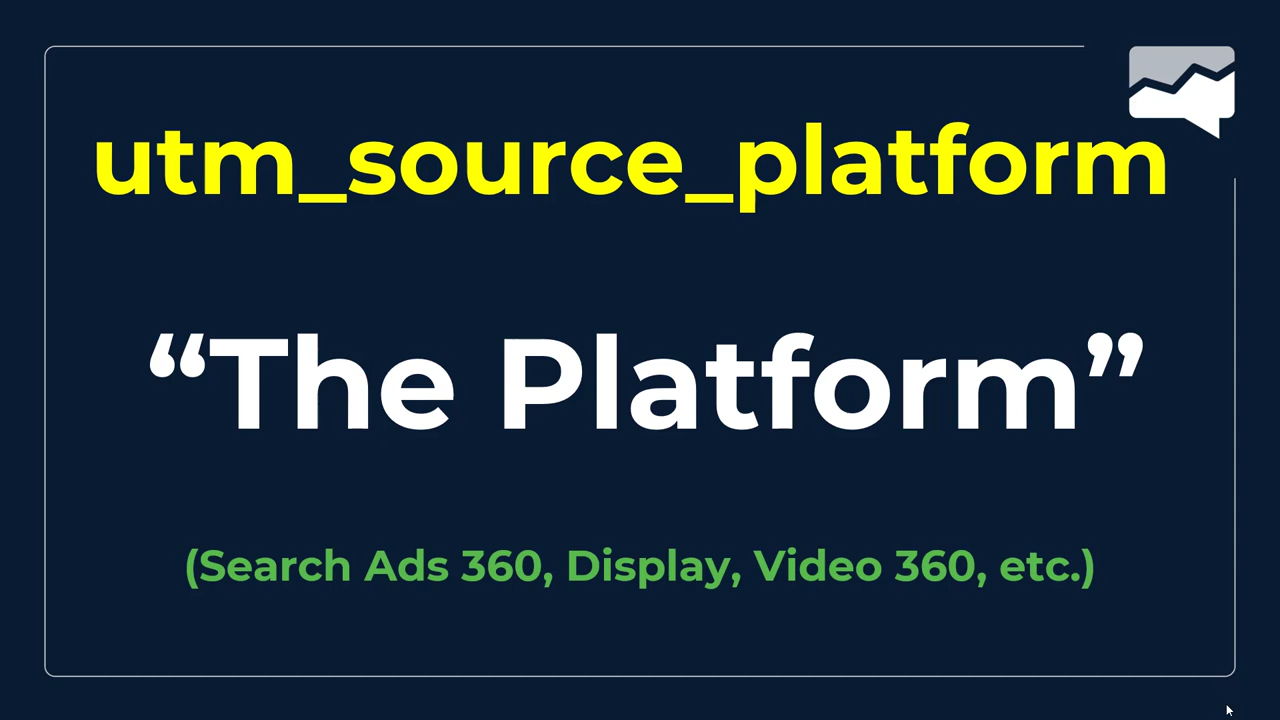 utm_source_platform
“The Platform”
(Search Ads 360, Display, Video 360, etc.)